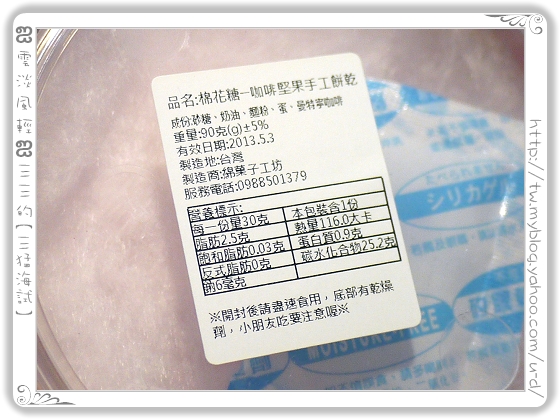 品名:棉花糖-咖啡堅果手工餅乾
成份:砂糖、奶油、麵粉、蛋、曼特寧咖啡
重量:90克(g)±5%
有效日期:2013.5.3
製造地:台灣
製造商:綿菓子工坊
服務電話:0988501379
營養標示:
每一份量30克 本包裝含1份
脂肪2.5克 熱量116.0大卡
飽和脂肪0.03克 蛋白質0.9克
反式脂肪0克 碳水化合物25.2克
鈉6毫克
※開封後請盡速食用,底部有乾燥
劑,小朋友吃要注意喔※
シリカゲ
MOISTURE FREE
雲淡風輕 三三的【三猛海試】
http://tw.myblog.yahoo.com/u-d/